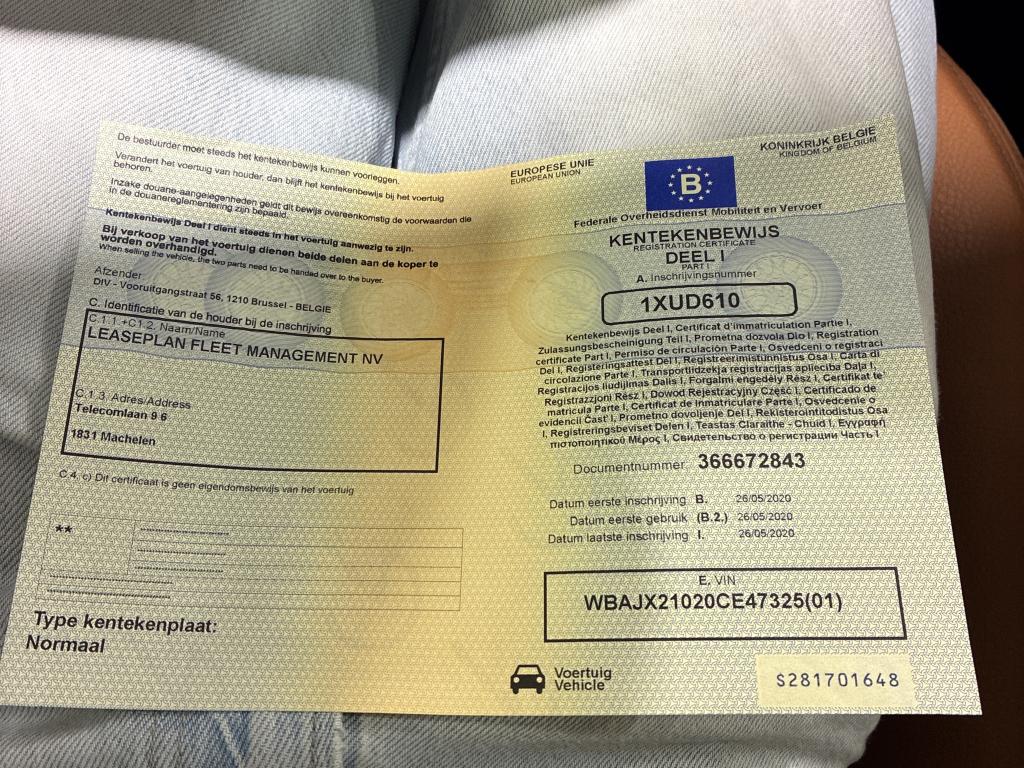 De bestuurder moet steeds het kentekenbewijs kunnen voorleggen.
Verandert het voertuig van houder, dan blijft het kentekenbewijs bij het voertuig
behoren.
Inzake douane-aangelegenheden geldt dit bewijs overeenkomstig de voorwaarden die
in de douanereglementering zijn bepaald.
Kentekenbewijs Deel I dient steeds in het voertuig aanwezig te zijn.
Bij verkoop van het voertuig dienen beide delen aan de koper te
worden overhandigd.
When selling the vehicle, the two parts need to be handed over to the buyer.
Afzender
DIV - Vooruitgangstraat 56, 1210 Brussel - BELGIE
C. Identificatie van de houder bij de inschrijving
C.1.1.+C1.2. Naam/Name
LEASEPLAN FLEET MANAGEMENT NV
C.1.3. Adres/Address
Telecomlaan 9 6
1831 Machelen
C.4. c) Dit certificaat is geen eigendomsbewijs van het voertuig
**
Type kentekenplaat:
Normaal
EUROPESE UNIE
EUROPEAN UNION
B
KONINKRIJK BELGIE
KINGDOM OF BELGIUM
Federale Overheidsdienst Mobiliteit en Vervoer
KENTEKENBEWIJS
REGISTRATION CERTIFICATE
DEEL I
PART I
A. Inschrijvingsnummer
1XUD610
Kentekenbewijs Deel I, Certificat d'immatriculation Partie I,
Zulassungsbescheinigung Teil I, Prometna dozvola Dio I, Registration
certificate Part I, Permiso de circulación Parte I, Osvedceni o registraci
Del I, Registeringsattest Del I, Registreerimistunnistus Osa I, Carta di
circolazione Parte I, Transportlidzekja registracijas aplieciba Daļa I,
Registracijos liudijimas Dalis I, Forgalmi engedély Rész I, Certifikat te'
Registrazzjoni Rész I, Dowod Rejestracyjny Część I, Certificado de
matricula Parte I, Certificat de inmatriculare Parte I, Osvedcenie o
evidencii Časť I, Prometno dovoljenje Del I, Rekisterointitodistus Osa
I, Registreringsbeviset Delen I, Teastas Claraithe - Chuid I, Εγγραφή
πιστοποιητικού Μέρος I, Свидетельство о регистрации Часть I
Documentnummer 366672843
Datum eerste inschrijving B. 26/05/2020
Datum eerste gebruik (B.2.) 26/05/2020
Datum laatste inschrijving I. 26/05/2020
E. VIN
WBAJX21020CE47325(01)
Voertuig
Vehicle
S281701648